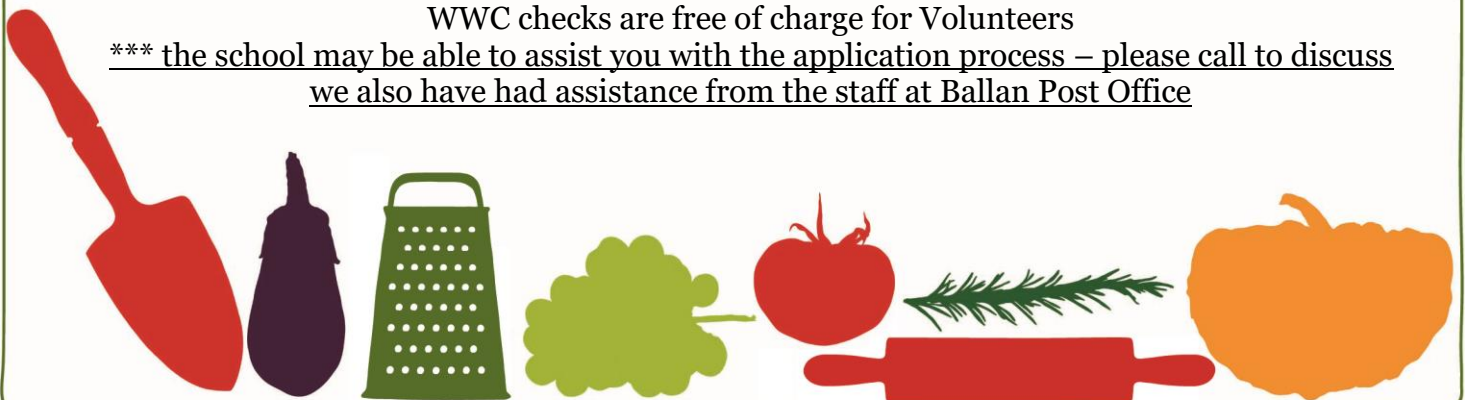 WWC checks are free of charge for Volunteers
*** the school may be able to assist you with the application process – please call to discuss
we also have had assistance from the staff at Ballan Post Office